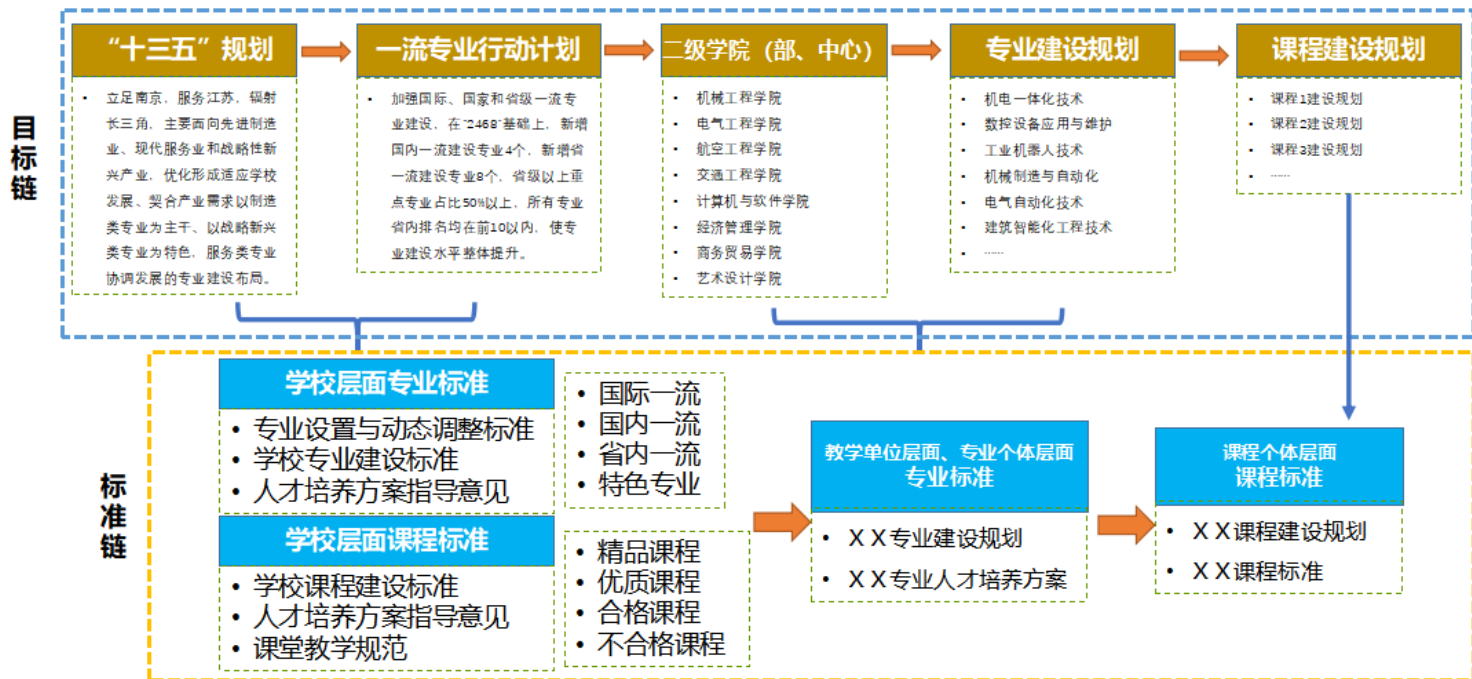 目标链
“十三五”规划
• 立足南京，服务江苏，辐射
长三角，主要面向先进制造
业、现代服务业和战略性新
兴产业，优化形成适应学校
发展、契合产业需求以制造
类专业为主干、以战略新兴
类专业为特色，服务类专业
协调发展的专业建设布局。
一流专业行动计划
• 加强国际、国家和省级一流专
业建设，在“2468”基础上，新增
国内一流建设专业4个，新增省
一流建设专业8个，省级以上重
点专业占比50%以上，所有专业
省内排名均在前10以内，使专
业建设水平整体提升。
二级学院（部、中心）
• 机械工程学院
• 电气工程学院
• 航空工程学院
• 交通工程学院
• 计算机与软件学院
• 经济管理学院
• 商务贸易学院
• 艺术设计学院
专业建设规划
• 机电一体化技术
• 数控设备应用与维护
• 工业机器人技术
• 机械制造与自动化
• 电气自动化技术
• 建筑智能化工程技术
• ……
课程建设规划
• 课程1建设规划
• 课程2建设规划
• 课程3建设规划
• ……
标准链
学校层面专业标准
• 专业设置与动态调整标准
• 学校专业建设标准
• 人才培养方案指导意见
• 国际一流
• 国内一流
• 省内一流
• 特色专业
学校层面课程标准
• 学校课程建设标准
• 人才培养方案指导意见
• 课堂教学规范
• 精品课程
• 优质课程
• 合格课程
• 不合格课程
教学单位层面、专业个体层面
专业标准
• ＸＸ专业建设规划
• ＸＸ专业人才培养方案
课程个体层面
课程标准
• ＸＸ课程建设规划
• ＸＸ课程标准